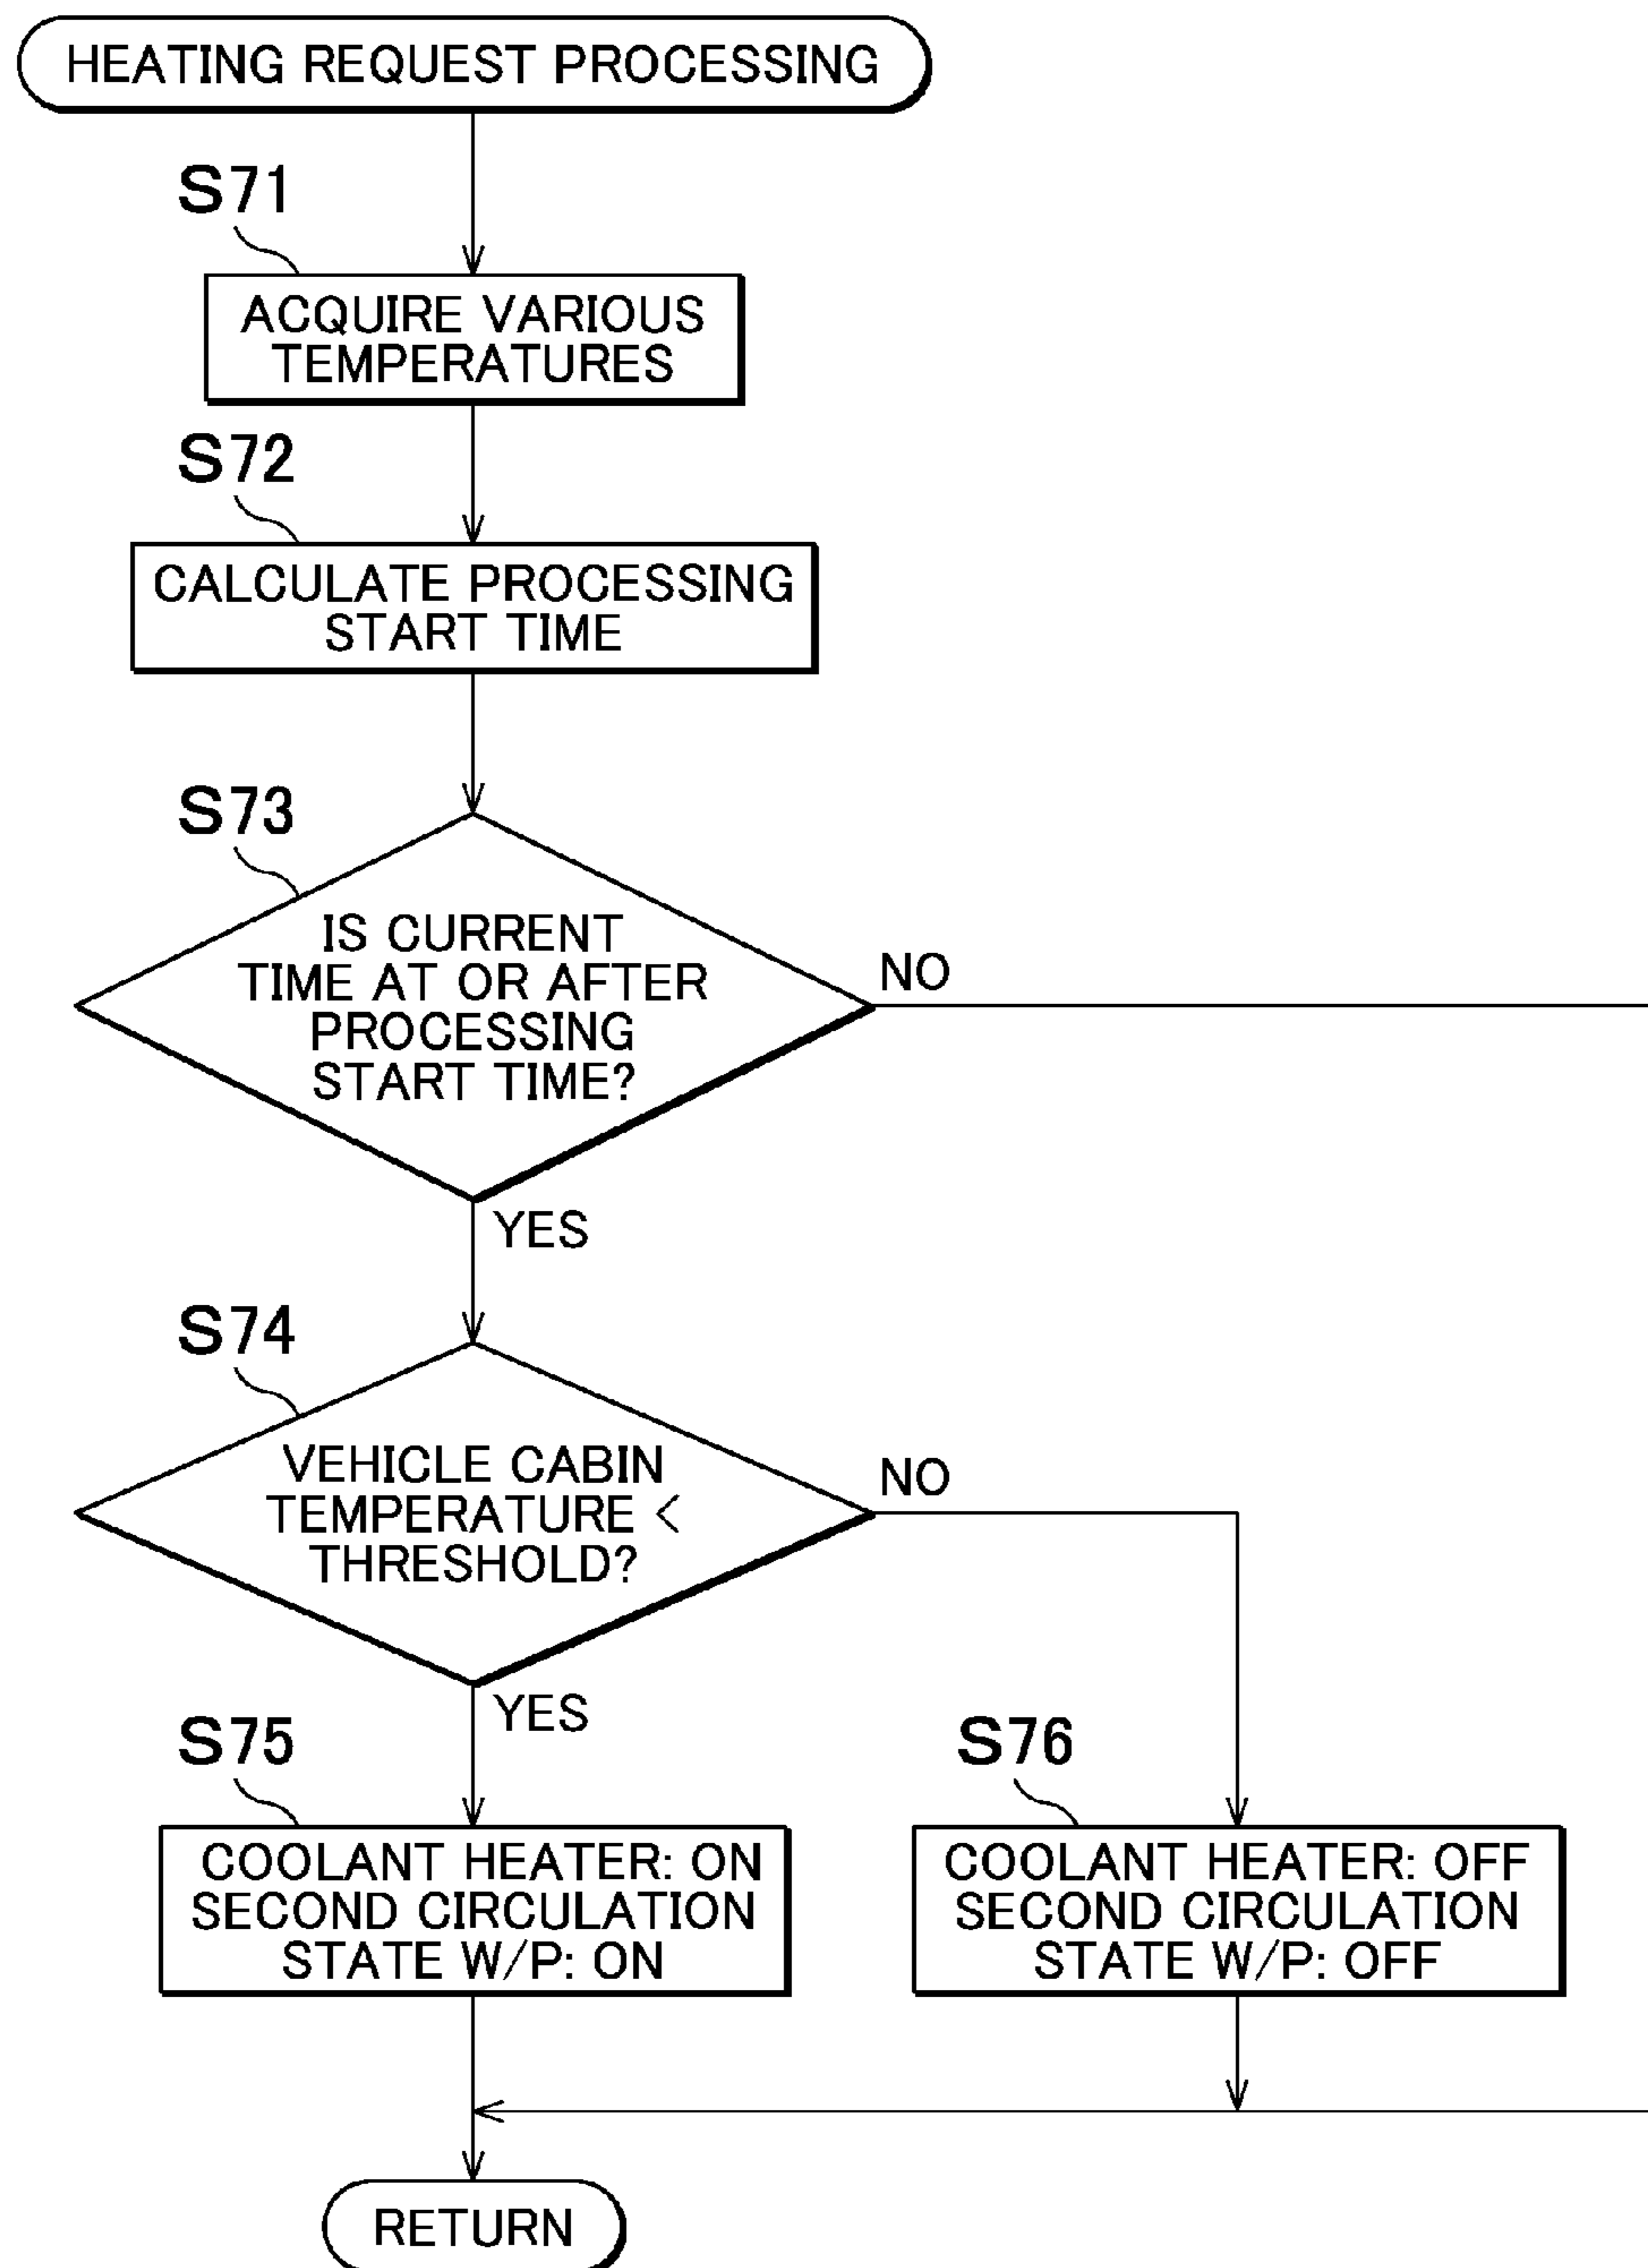 HEATING REQUEST PROCESSING
S71
ACQUIRE VARIOUS
TEMPERATURES
S72
CALCULATE PROCESSING
START TIME
S73
IS CURRENT
TIME AT OR AFTER
PROCESSING
START TIME?
NO
YES
S74
VEHICLE CABIN
TEMPERATURE <
THRESHOLD?
NO
YES
S75
COOLANT HEATER: ON
SECOND CIRCULATION
STATE W/P: ON
S76
COOLANT HEATER: OFF
SECOND CIRCULATION
STATE W/P: OFF
RETURN